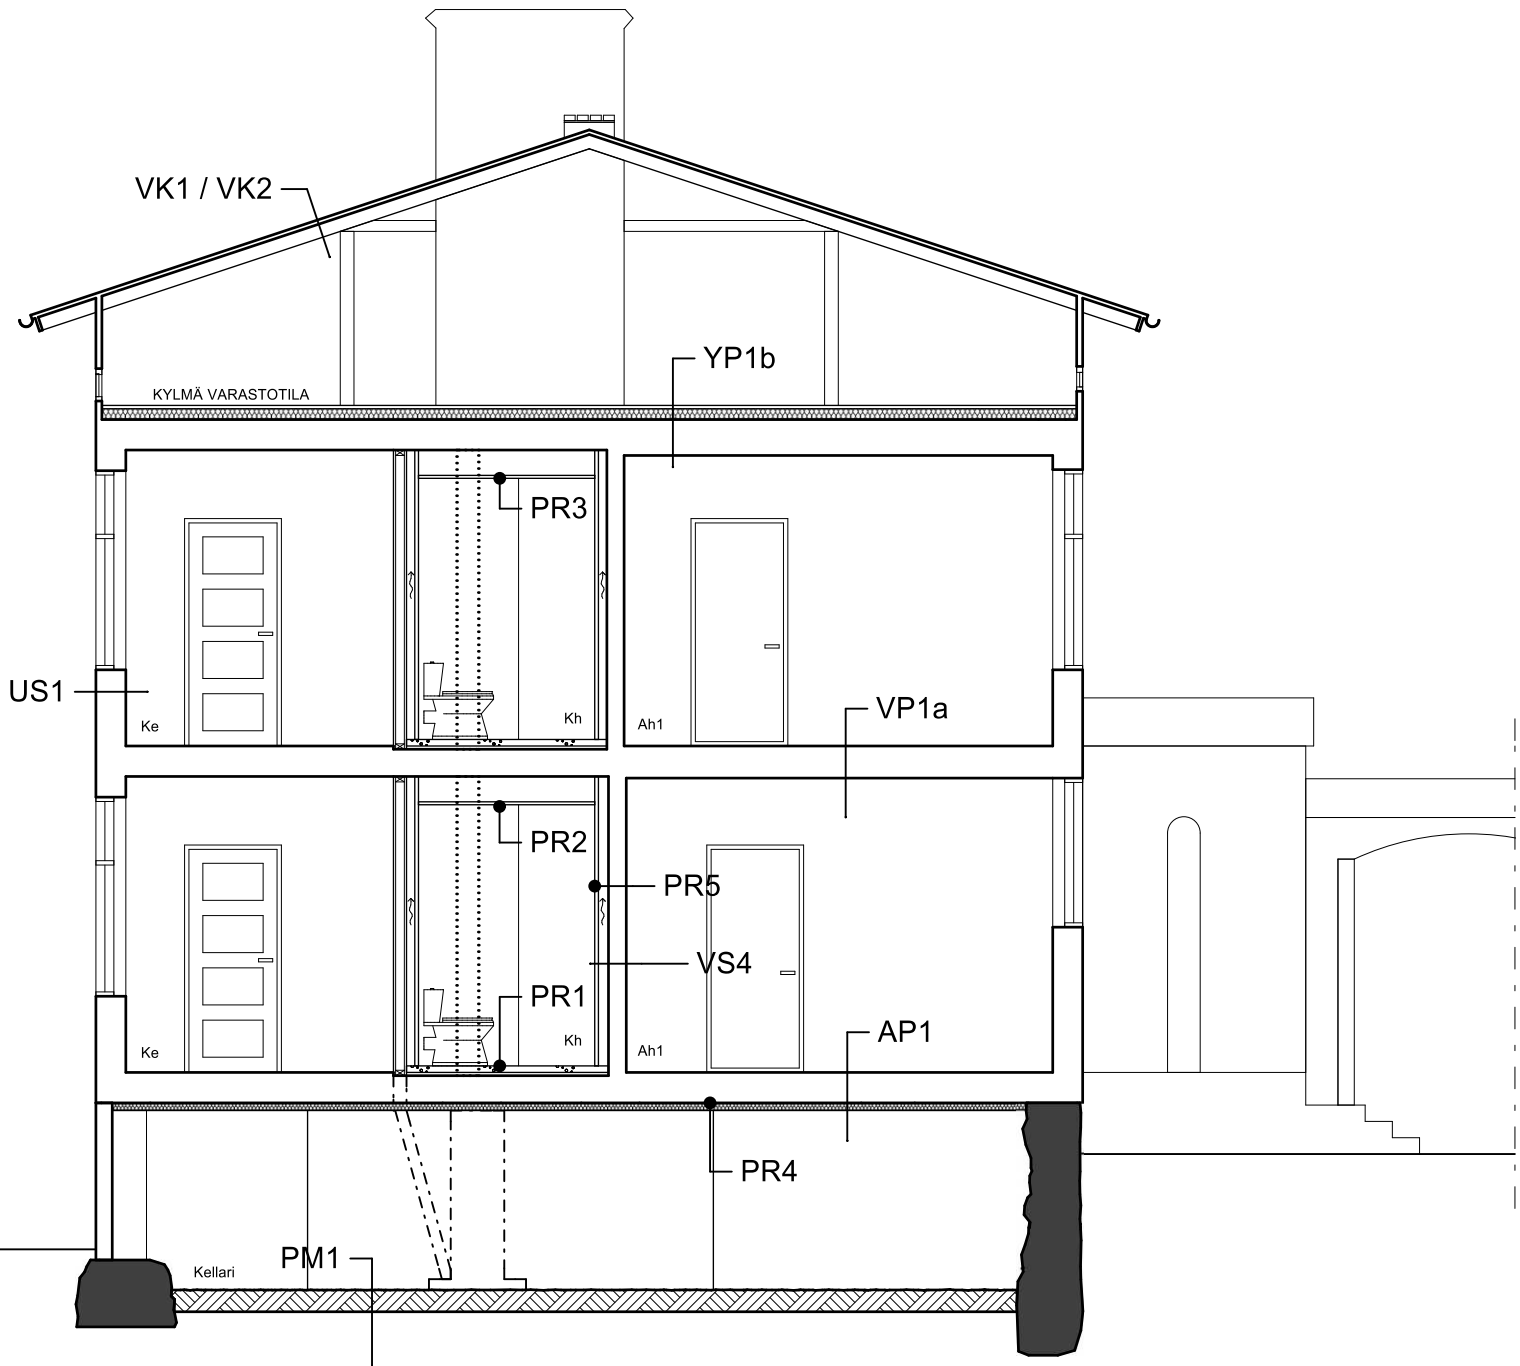 VK1 / VK2
YP1b
KYLMÄ VARASTOTILA
PR3
US1
Ke
Kh
Ah1
VP1a
PR2
PR5
VS4
PR1
Ke
Kh
Ah1
AP1
PR4
PM1
Kellari